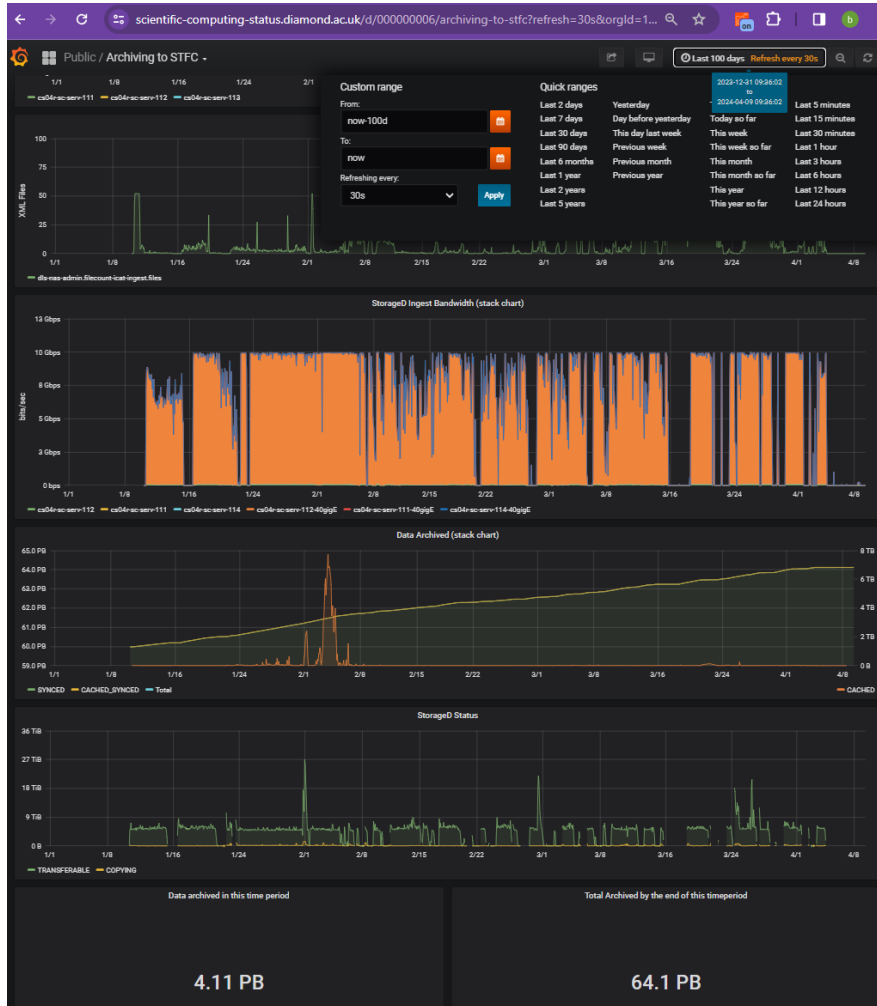 scientific-computing-status.diamond.ac.uk/d/000000006/archiving-to-stfc?refresh=30s&orgId=1...
on
b
Public / Archiving to STFC
Last 100 days Refresh every 30s
1/1 1/8 1/16 1/24 2/1
cs04r-sc-serv-111 cs04r-sc-serv-112 cs04r-sc-serv-113
2023-12-31 09:36:02
to
2024-04-09 09:36:02
Custom range
From:
now-100d
To:
now
Refreshing every:
30s
Apply
Quick ranges
Last 2 days
Last 7 days
Last 30 days
Last 90 days
Last 6 months
Last 1 year
Last 2 years
Last 5 years
Yesterday
Day before yesterday
This day last week
Previous week
Previous month
Previous year
Today so far
This week
This week so far
This month
This month so far
This year
This year so far
Last 5 minutes
Last 15 minutes
Last 30 minutes
Last 1 hour
Last 3 hours
Last 6 hours
Last 12 hours
Last 24 hours
XML Files
100
75
50
25
0
1/1 1/8 1/16 1/24 2/1 2/8 2/15 2/22 3/1 3/8 3/16 3/24 4/1 4/8
dls-nas-admin.filecount-icat-ingest.files
StorageD Ingest Bandwidth (stack chart)
bits/sec
13 Gbps
10 Gbps
8 Gbps
5 Gbps
3 Gbps
0 bps
1/1 1/8 1/16 1/24 2/1 2/8 2/15 2/22 3/1 3/8 3/16 3/24 4/1 4/8
cs04r-sc-serv-112 cs04r-sc-serv-111 cs04r-sc-serv-114 cs04r-sc-serv-112-40gigE cs04r-sc-serv-111-40gigE cs04r-sc-serv-114-40gigE
Data Archived (stack chart)
65.0 PB
64.0 PB
63.0 PB
62.0 PB
61.0 PB
60.0 PB
59.0 PB
8 TB
6 TB
4 TB
2 TB
0 B
1/1 1/8 1/16 1/24 2/1 2/8 2/15 2/22 3/1 3/8 3/16 3/24 4/1 4/8
SYNCED CACHED_SYNCED Total CACHED
StorageD Status
36 TiB
27 TiB
18 TiB
9 TiB
0 B
1/1 1/8 1/16 1/24 2/1 2/8 2/15 2/22 3/1 3/8 3/16 3/24 4/1 4/8
TRANSFERABLE COPYING
Data archived in this time period
4.11 PB
Total Archived by the end of this timeperiod
64.1 PB